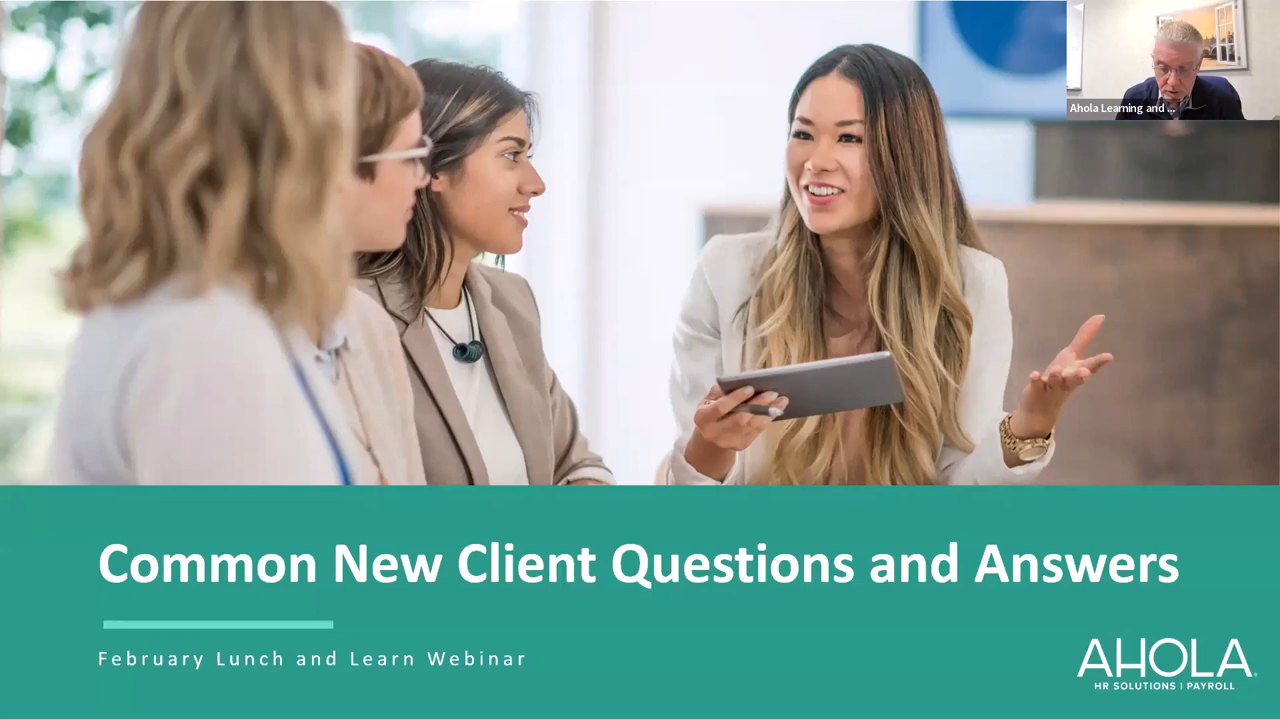 Ahola Learning and ...
Common New Client Questions and Answers
February Lunch and Learn Webinar
AHOLA
HR SOLUTIONS | PAYROLL